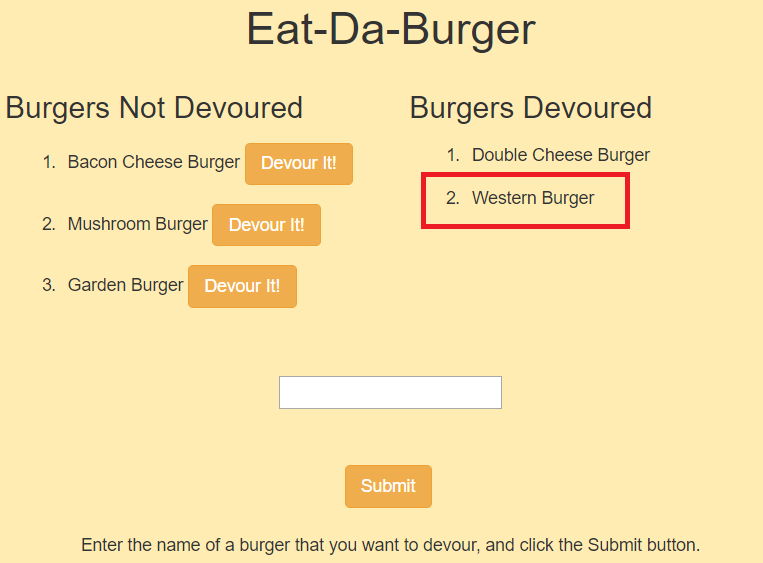 Eat-Da-Burger
Burgers Not Devoured
1. Bacon Cheese Burger Devour It!
2. Mushroom Burger Devour It!
3. Garden Burger Devour It!
Burgers Devoured
1. Double Cheese Burger
2. Western Burger
Submit
Enter the name of a burger that you want to devour, and click the Submit button.